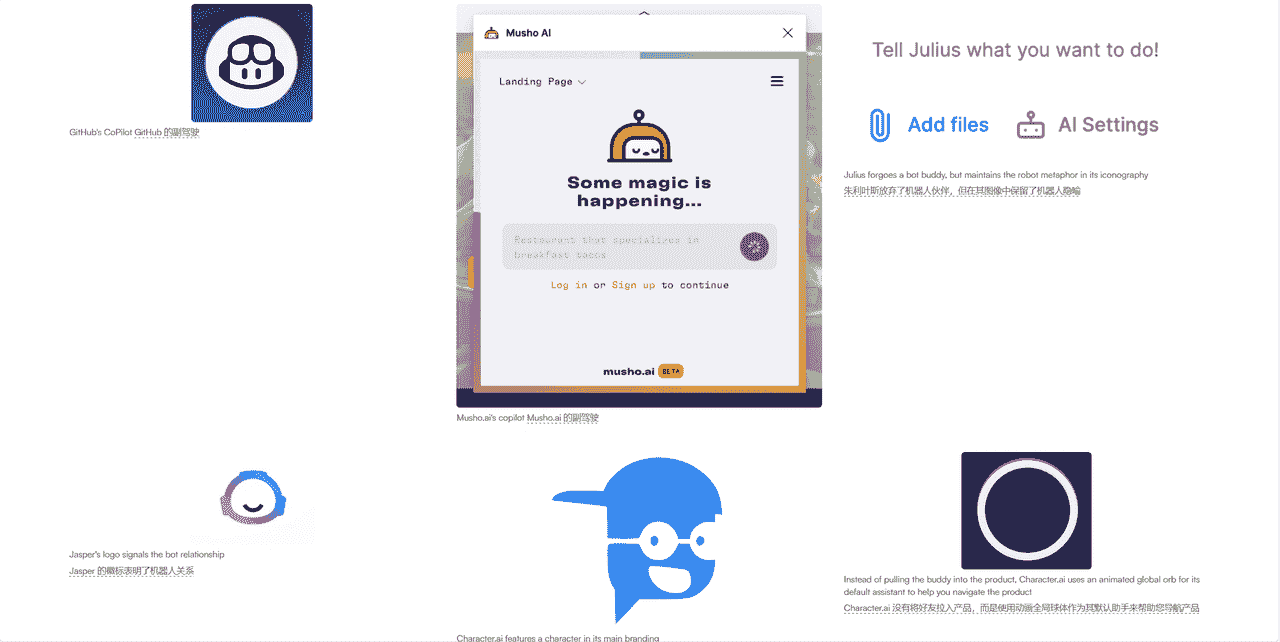 GitHub's CoPilot GitHub 的副驾驶
Musho AI
Landing Page
Some magic is
happening...
Restaurant that specializes in
breakfast tacos
Log in or Sign up to continue
musho.ai BETA
Musho.ai's copilot Musho.ai 的副驾驶
Tell Julius what you want to do!
Add files
AI Settings
Julius forgoes a bot buddy, but maintains the robot metaphor in its iconography
朱利叶斯放弃了机器人伙伴，但在其图像中保留了机器人隐喻
Jasper's logo signals the bot relationship
Jasper 的徽标表明了机器人关系
Character.ai features a character in its main branding
Instead of pulling the buddy into the product, Character.ai uses an animated global orb for its
default assistant to help you navigate the product
Character.ai 没有将好友拉入产品，而是使用动画全局球体作为其默认助手来帮助您导航产品